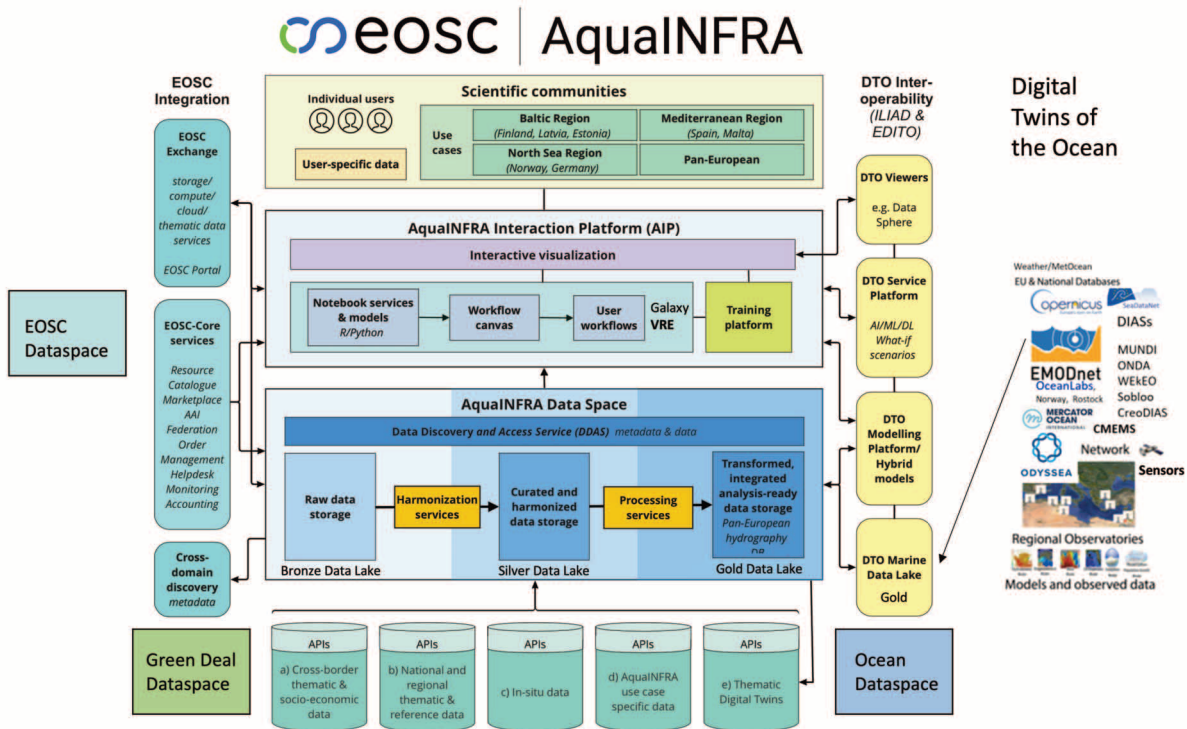 eosc | AquaINFRA
EOSC
Integration
EOSC
Exchange
storage/
compute/
cloud/
thematic data
services
EOSC Portal
EOSC-Core
services
Resource
Catalogue
Marketplace
AAI
Federation
Order
Management
Helpdesk
Monitoring
Accounting
Cross-
domain
discovery
metadata
EOSC
Dataspace
Green Deal
Dataspace
Scientific communities
Individual users
User-specific data
Use
cases
Baltic Region
(Finland, Latvia, Estonia)
Mediterranean Region
(Spain, Malta)
North Sea Region
(Norway, Germany)
Pan-European
AquaINFRA Interaction Platform (AIP)
Interactive visualization
Notebook services
& models
R/Python
Workflow
canvas
User
workflows
Galaxy
VRE
Training
platform
AquaINFRA Data Space
Data Discovery and Access Service (DDAS) metadata & data
Raw data
storage
Harmonization
services
Curated and
harmonized
data storage
Processing
services
Transformed,
integrated
analysis-ready
data storage
Pan-European
hydrography
Bronze Data Lake
Silver Data Lake
Gold Data Lake
APIs
a) Cross-border
thematic &
socio-economic
data
APIs
b) National and
regional
thematic &
reference data
APIs
c) In-situ data
APIs
d) AquaINFRA
use case
specific data
APIs
e) Thematic
Digital Twins
DTO Inter-
operability
(ILIAD &
EDITO)
DTO Viewers
e.g. Data
Sphere
DTO Service
Platform
AI/ML/DL
What-if
scenarios
DTO
Modelling
Platform/
Hybrid
models
DTO Marine
Data Lake
Gold
Ocean
Dataspace
Digital
Twins of
the Ocean
Weather/MetOcean
EU & National Databases
opernicus
SeaDataNet
DIASs
EMODnet
OceanLabs,
Norway, Rostock
MUNDI
ONDA
WEkEO
Sobloo
CreoDIAS
MERCATOR
OCEAN
INTERNATIONAL
CMEMS
ODYSSEA
Network
Sensors
Regional Observatories
Models and observed data